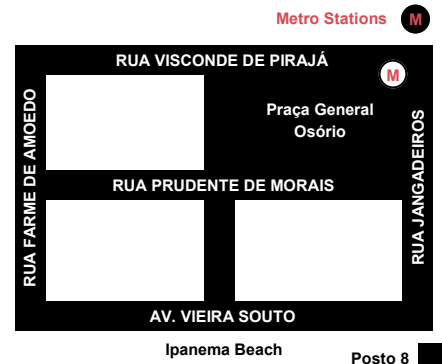 Metro Stations M
RUA VISCONDE DE PIRAJÁ
M
Praça General
Osório
RUA FARME DE AMOEDO
RUA JANGADEIROS
RUA PRUDENTE DE MORAIS
AV. VIEIRA SOUTO
Ipanema Beach
Posto 8